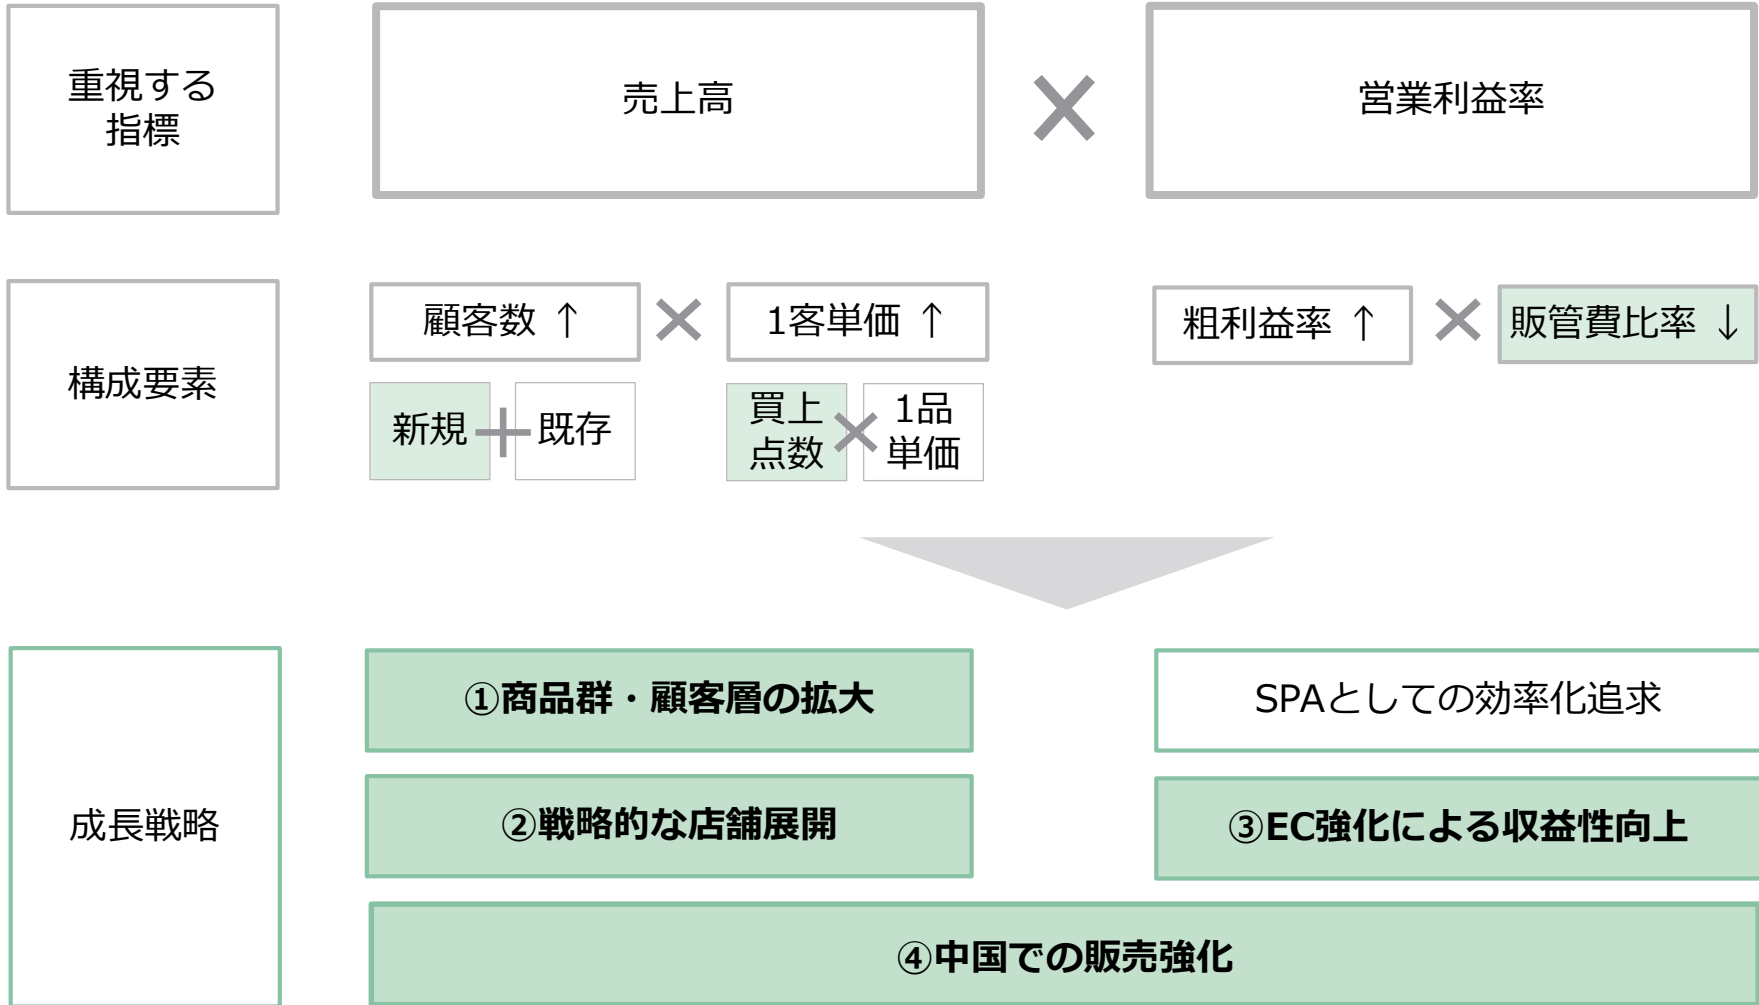 重視する
指標
売上高
×
営業利益率
構成要素
顧客数 ↑
×
1客単価 ↑
粗利益率 ↑
×
販管費比率 ↓
新規
+
既存
買上
点数
×
1品
単価
成長戦略
①商品群・顧客層の拡大
SPAとしての効率化追求
②戦略的な店舗展開
③EC強化による収益性向上
④中国での販売強化